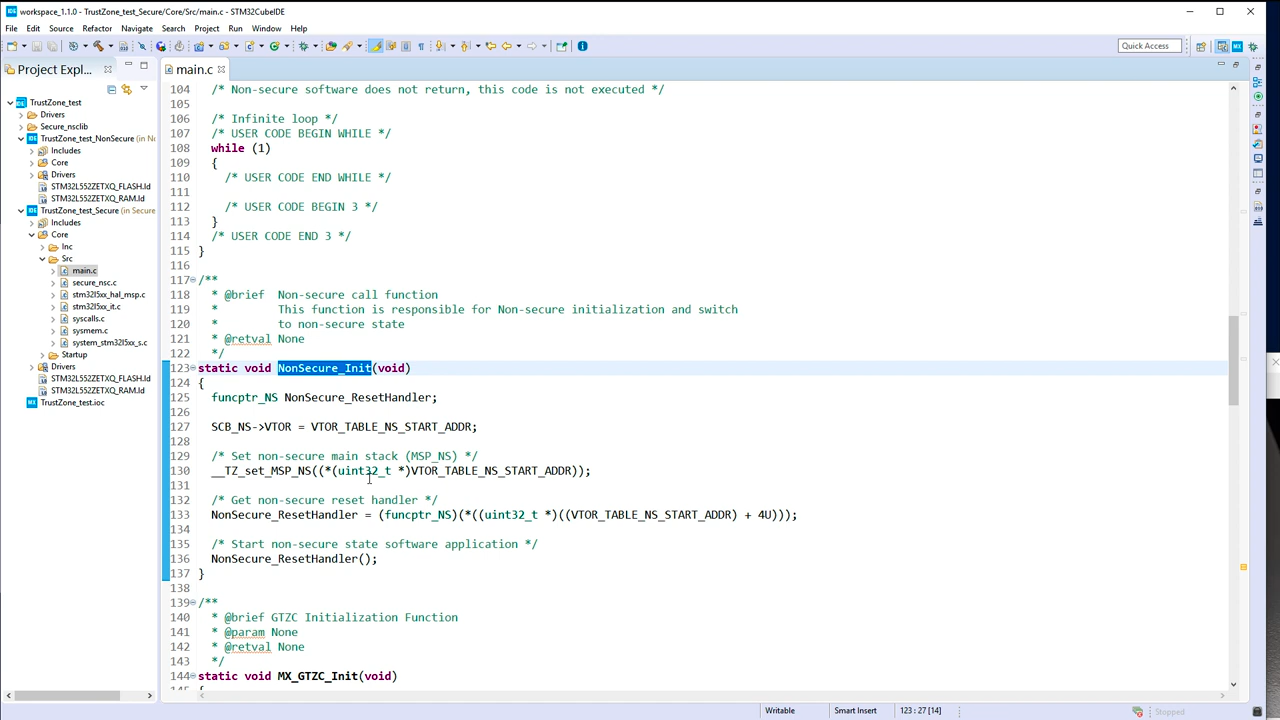 workspace_1.1.0 - TrustZone_test_Secure/Core/Src/main.c - STM32CubeIDE
File Edit Source Refactor Navigate Search Project Run Window Help
Quick Access
Project Expl...
TrustZone_test
Drivers
Secure_nsclib
TrustZone_test_NonSecure (in N
Includes
Core
Drivers
STM32L552ZETXQ_FLASH.ld
STM32L552ZETXQ_RAM.ld
TrustZone_test_Secure (in Secure
Includes
Core
Inc
Src
main.c
secure_nsc.c
stm32l5xx_hal_msp.c
stm32l5xx_it.c
syscalls.c
sysmem.c
system_stm32l5xx_s.c
Startup
Drivers
STM32L552ZETXQ_FLASH.ld
STM32L552ZETXQ_RAM.ld
TrustZone_test.ioc
main.c
104 /* Non-secure software does not return, this code is not executed */
105
106 /* Infinite loop */
107 /* USER CODE BEGIN WHILE */
108 while (1)
109 {
110 /* USER CODE END WHILE */
111
112 /* USER CODE BEGIN 3 */
113 }
114 /* USER CODE END 3 */
115 }
116
117 /**
118 * @brief Non-secure call function
119 * This function is responsible for Non-secure initialization and switch
120 * to non-secure state
121 * @retval None
122 */
123 static void NonSecure_Init(void)
124 {
125 funcptr_NS NonSecure_ResetHandler;
126
127 SCB_NS->VTOR = VTOR_TABLE_NS_START_ADDR;
128
129 /* Set non-secure main stack (MSP_NS) */
130 __TZ_set_MSP_NS((*(uint32_t *)VTOR_TABLE_NS_START_ADDR));
131
132 /* Get non-secure reset handler */
133 NonSecure_ResetHandler = (funcptr_NS)(*((uint32_t *)((VTOR_TABLE_NS_START_ADDR) + 4U)));
134
135 /* Start non-secure state software application */
136 NonSecure_ResetHandler();
137 }
138
139 /**
140 * @brief GTZC Initialization Function
141 * @param None
142 * @retval None
143 */
144 static void MX_GTZC_Init(void)
Writable Smart Insert 123 : 27 [14] Stopped